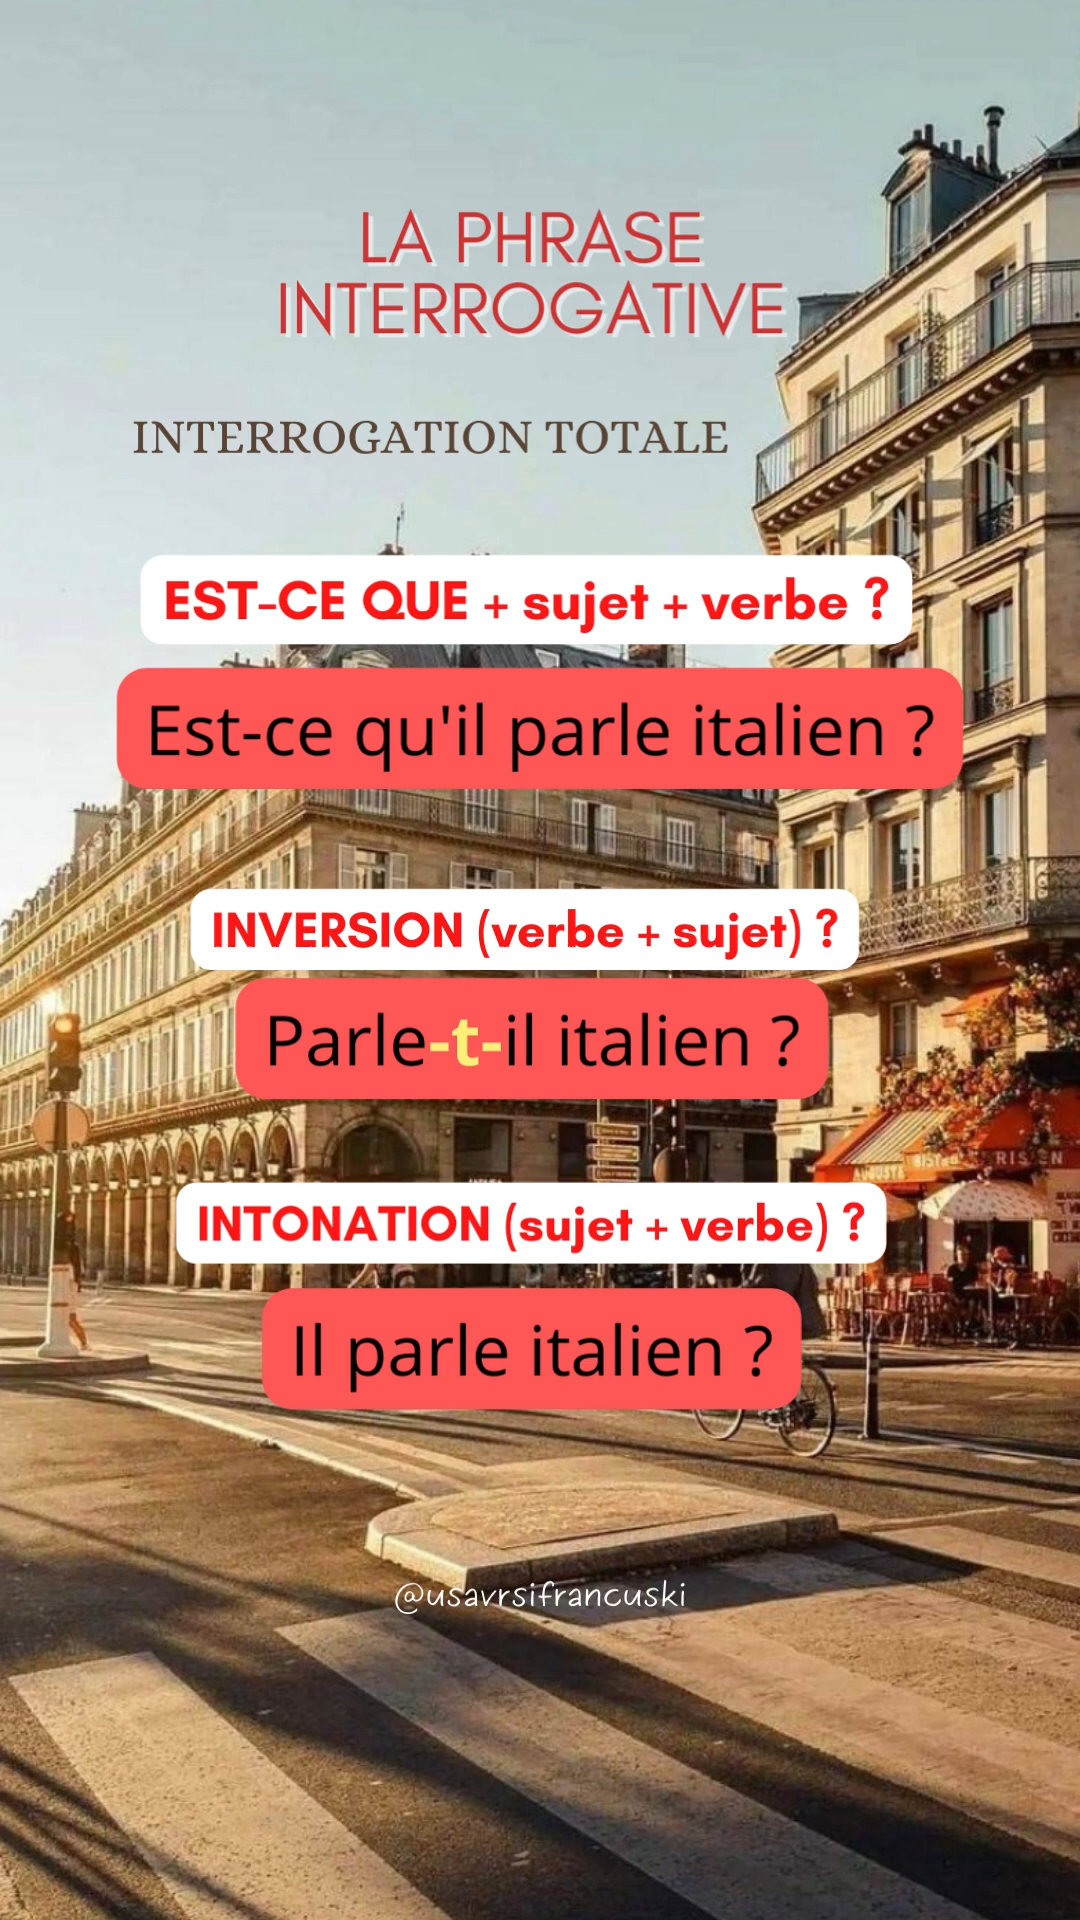 LA PHRASE
INTERROGATIVE
INTERROGATION TOTALE
EST-CE QUE + sujet + verbe ?
Est-ce qu'il parle italien ?
INVERSION (verbe + sujet) ?
Parle-t-il italien ?
INTONATION (sujet + verbe) ?
Il parle italien ?
@usavrsifrancuski